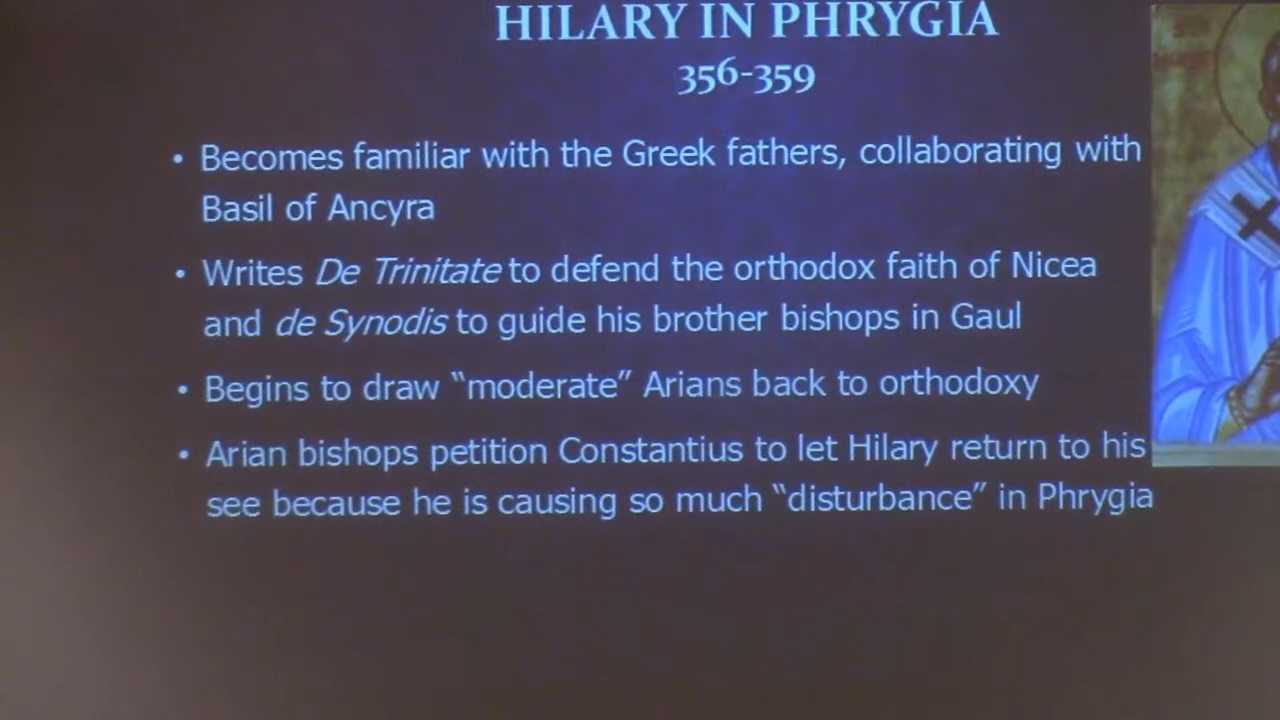 HILARY IN PHRYGIA
356-359
• Becomes familiar with the Greek fathers, collaborating with
Basil of Ancyra
• Writes De Trinitate to defend the orthodox faith of Nicea
and de Synodis to guide his brother bishops in Gaul
• Begins to draw “moderate” Arians back to orthodoxy
• Arian bishops petition Constantius to let Hilary return to his
see because he is causing so much “disturbance” in Phrygia